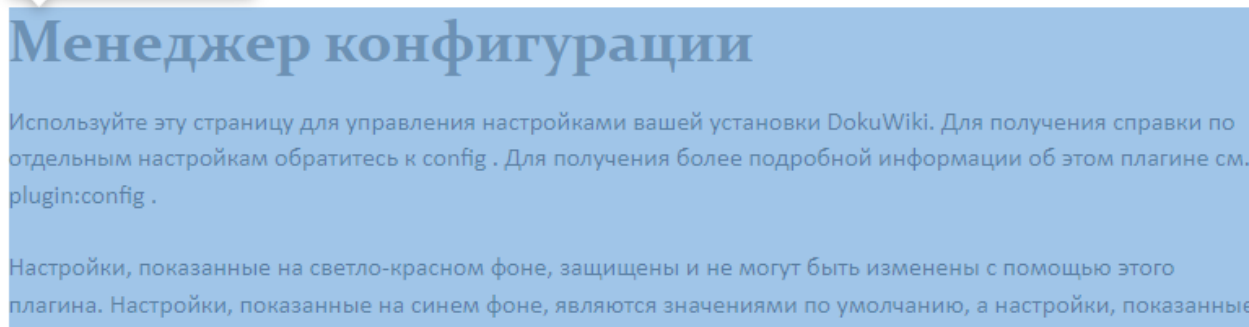 Менеджер конфигурации
Используйте эту страницу для управления настройками вашей установки DokuWiki. Для получения справки по
отдельным настройкам обратитесь к config . Для получения более подробной информации об этом плагине см.
plugin:config .
Настройки, показанные на светло-красном фоне, защищены и не могут быть изменены с помощью этого
плагина. Настройки, показанные на синем фоне, являются значениями по умолчанию, а настройки, показанные